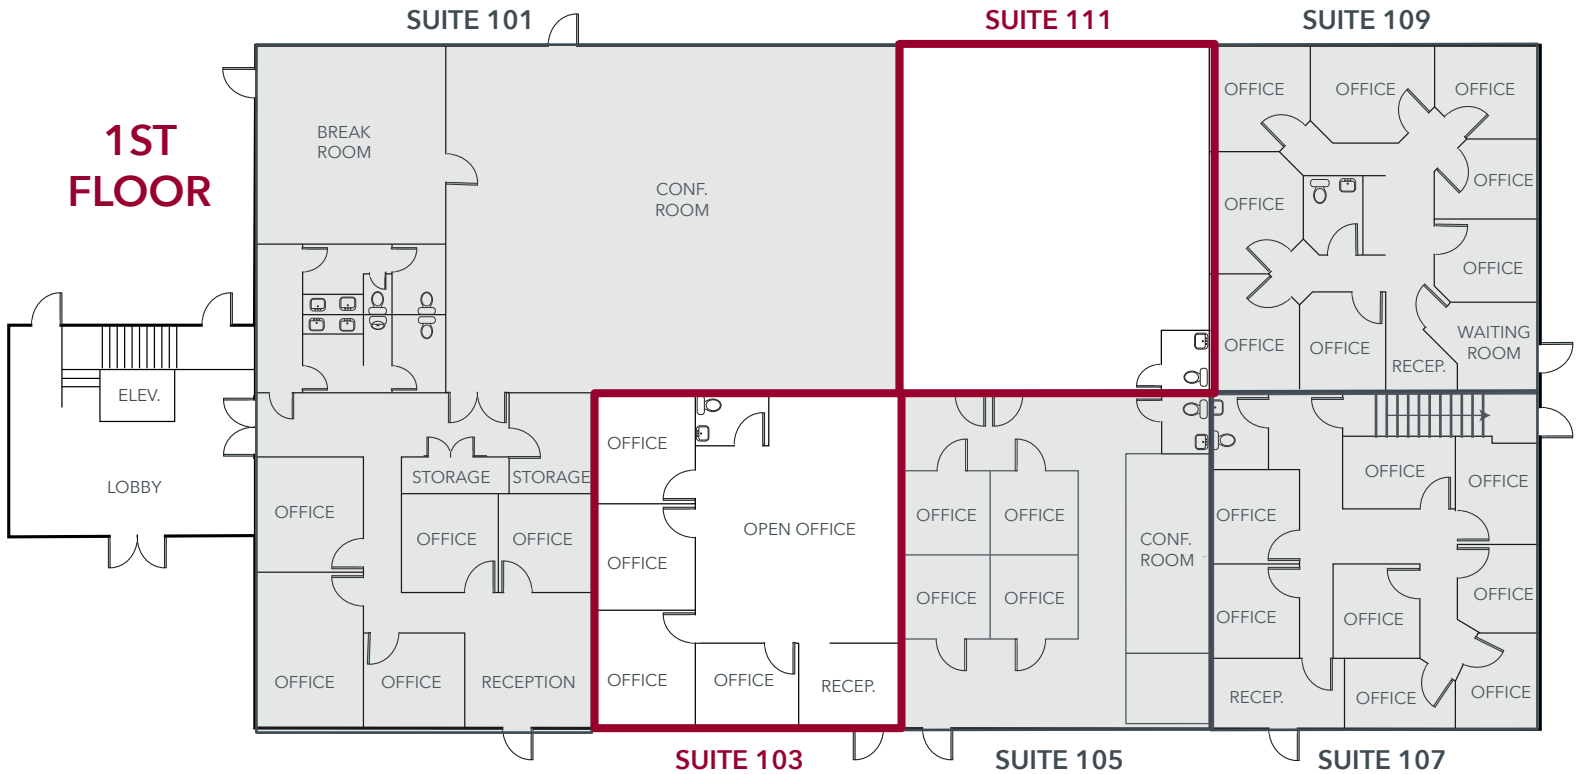 SUITE 101
SUITE 111
SUITE 109
1ST
FLOOR
BREAK
ROOM
CONF.
ROOM
OFFICE
OFFICE
OFFICE
OFFICE
OFFICE
OFFICE
WAITING
ROOM
OFFICE
OFFICE
RECEP.
ELEV.
LOBBY
STORAGE
STORAGE
OFFICE
OFFICE
OFFICE
OFFICE
OFFICE
RECEPTION
OFFICE
OFFICE
OPEN OFFICE
OFFICE
OFFICE
RECEP.
OFFICE
OFFICE
OFFICE
OFFICE
CONF.
ROOM
OFFICE
OFFICE
OFFICE
OFFICE
OFFICE
OFFICE
RECEP.
OFFICE
OFFICE
SUITE 103
SUITE 105
SUITE 107